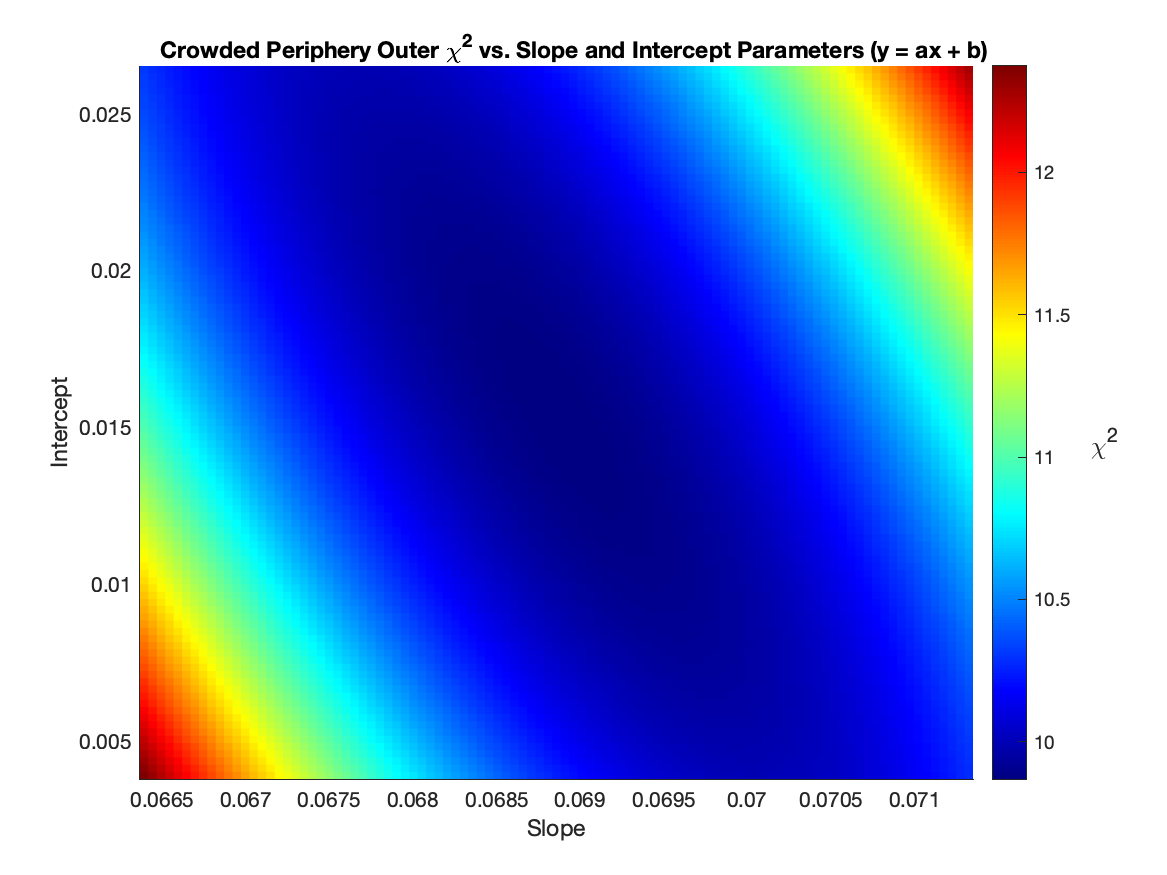 Crowded Periphery Outer χ² vs. Slope and Intercept Parameters (y = ax + b)
0.025
0.02
0.015
0.01
0.005
Intercept
0.0665 0.067 0.0675 0.068 0.0685 0.069 0.0695 0.07 0.0705 0.071
Slope
12
11.5
11
10.5
10
χ²